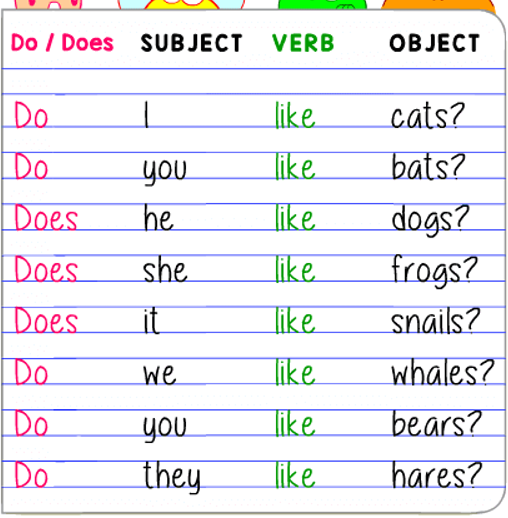 Do / Does SUBJECT VERB OBJECT
Do I like cats?
Do you like bats?
Does he like dogs?
Does she like frogs?
Does it like snails?
Do we like whales?
Do you like bears?
Do they like hares?